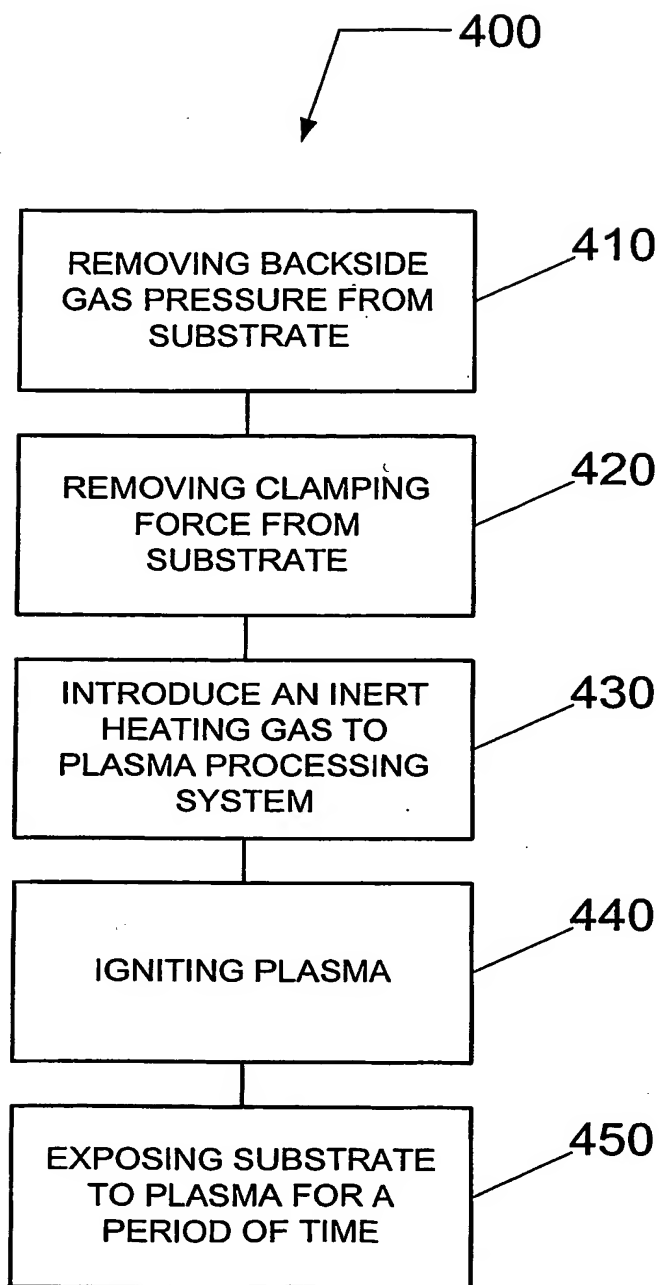 400
REMOVING BACKSIDE
GAS PRESSURE FROM
SUBSTRATE
410
REMOVING CLAMPING
FORCE FROM
SUBSTRATE
420
INTRODUCE AN INERT
HEATING GAS TO
PLASMA PROCESSING
SYSTEM
430
IGNITING PLASMA
440
EXPOSING SUBSTRATE
TO PLASMA FOR A
PERIOD OF TIME
450